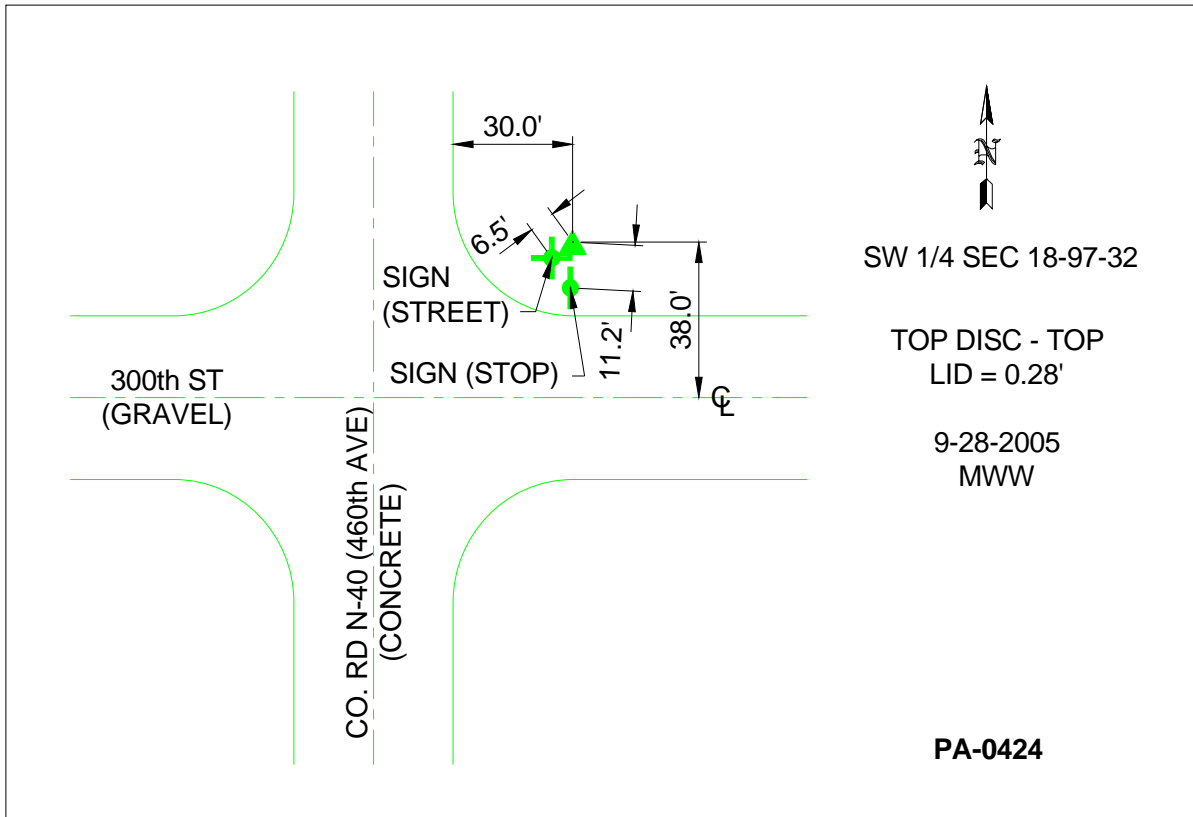 30.0'
N
6.5'
SIGN
(STREET)
SW 1/4 SEC 18-97-32
38.0'
11.2'
TOP DISC - TOP
LID = 0.28'
SIGN (STOP)
300th ST
(GRAVEL)
CL
9-28-2005
MWW
CO. RD N-40 (460th AVE)
(CONCRETE)
PA-0424